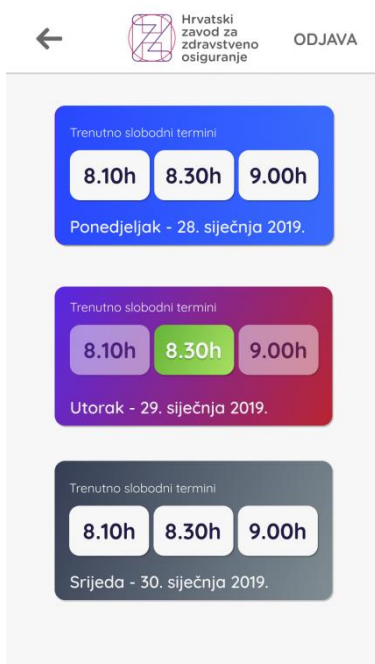 Hrvatski
zavod za
zdravstveno
osiguranje
ODJAVA
Trenutno slobodni termini
8.10h 8.30h 9.00h
Ponedjeljak - 28. siječnja 2019.
Trenutno slobodni termini
8.10h 8.30h 9.00h
Utorak - 29. siječnja 2019.
Trenutno slobodni termini
8.10h 8.30h 9.00h
Srijeda - 30. siječnja 2019.